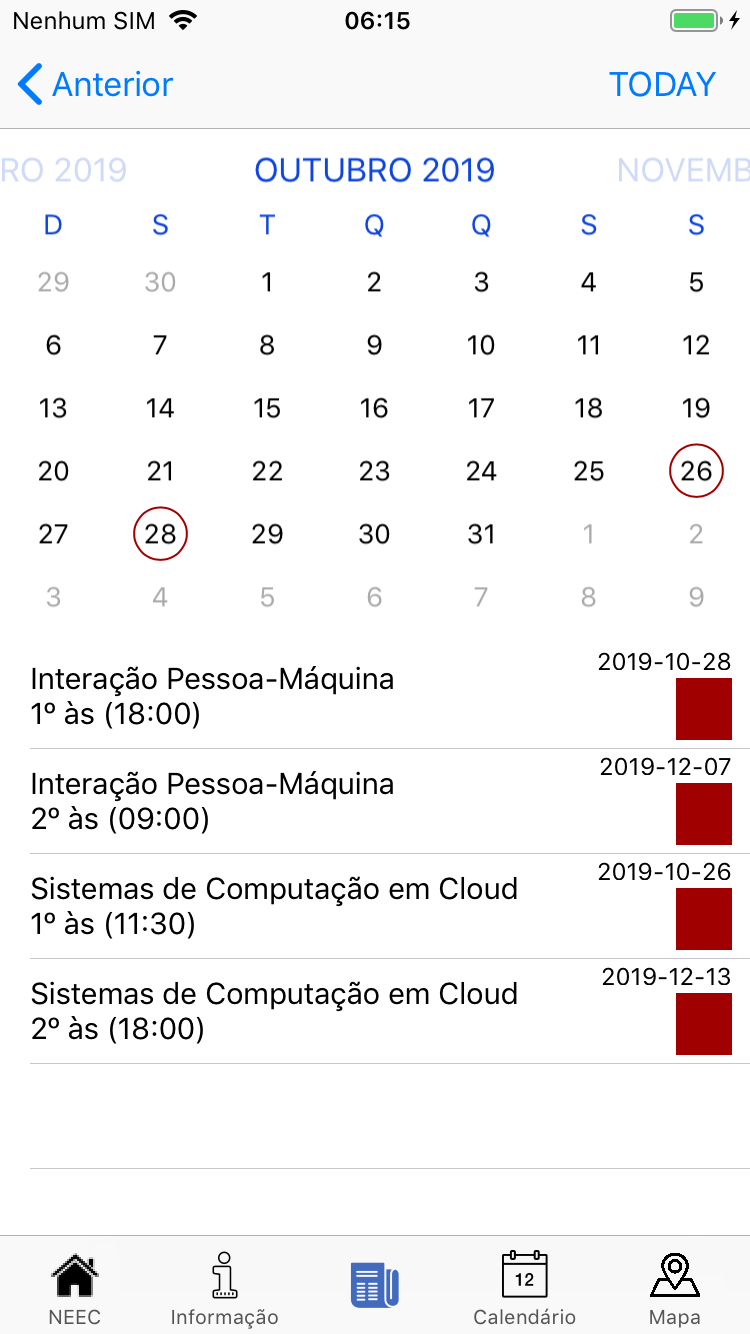 Nenhum SIM 06:15
Anterior TODAY
RO 2019 OUTUBRO 2019 NOVEMB
D S T Q Q S S
29 30 1 2 3 4 5
6 7 8 9 10 11 12
13 14 15 16 17 18 19
20 21 22 23 24 25 26
27 28 29 30 31 1 2
3 4 5 6 7 8 9
2019-10-28
Interação Pessoa-Máquina
1º às (18:00)
2019-12-07
Interação Pessoa-Máquina
2º às (09:00)
2019-10-26
Sistemas de Computação em Cloud
1º às (11:30)
2019-12-13
Sistemas de Computação em Cloud
2º às (18:00)
12
NEEC Informação Calendário Mapa